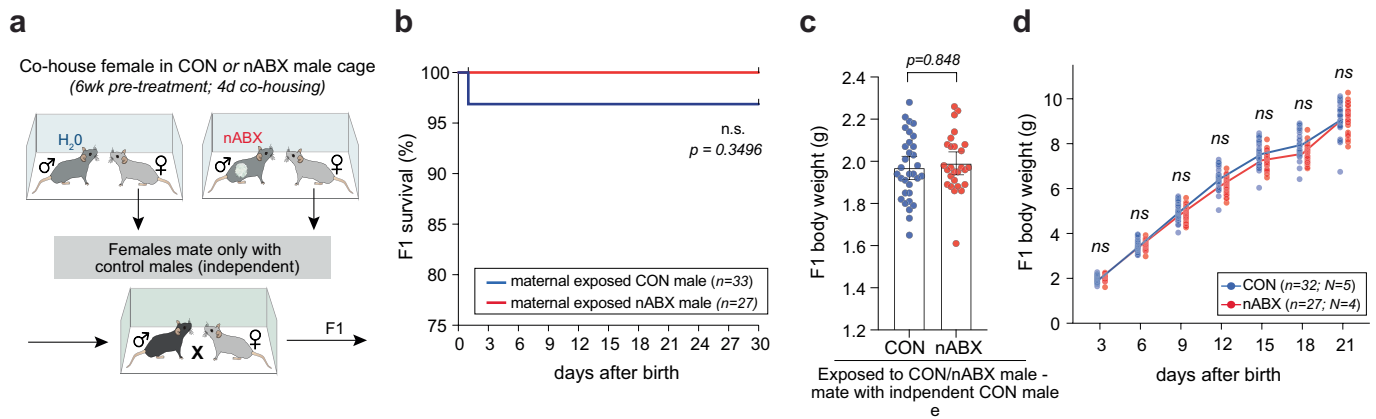 a
Co-house female in CON or nABX male cage
(6wk pre-treatment; 4d co-housing)
H20
nABX
♂
♀
♂
♀
Females mate only with
control males (independent)
♂
X
♀
F1
b
F1 survival (%)
100
95
90
85
80
75
n.s.
p = 0.3496
maternal exposed CON male (n=33)
maternal exposed nABX male (n=27)
0 3 6 9 12 15 18 21 24 27 30
days after birth
c
p=0.848
F1 body weight (g)
2.4
2.2
2.0
1.8
1.6
1.4
1.2
CON nABX
Exposed to CON/nABX male -
mate with indpendent CON male
e
d
F1 body weight (g)
10
8
6
4
2
0
ns
ns
ns
ns
ns
ns
ns
CON (n=32; N=5)
nABX (n=27; N=4)
3 6 9 12 15 18 21
days after birth